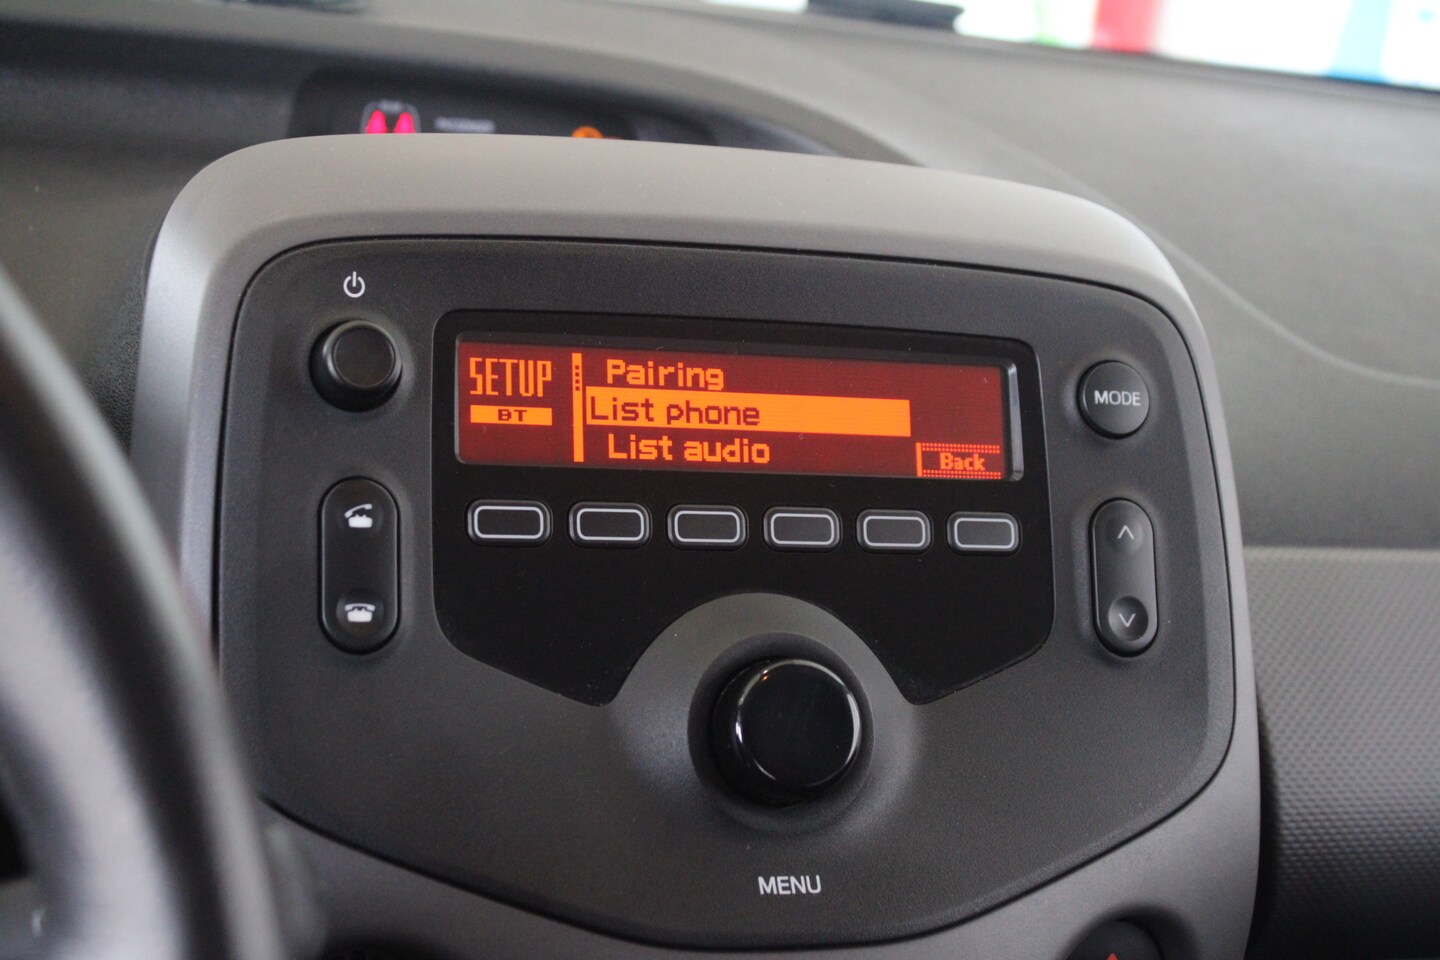 SETUP
BT
Pairing
List phone
List audio
Back
MODE
MENU